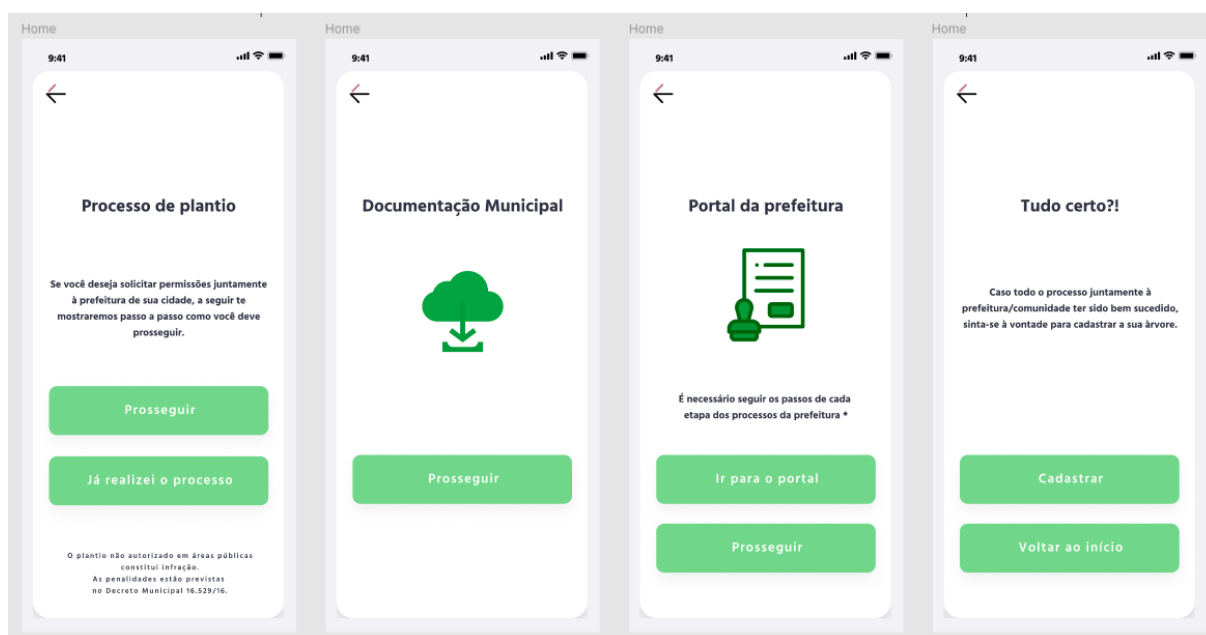 Home
9:41
Processo de plantio
Se você deseja solicitar permissões juntamente
à prefeitura de sua cidade, a seguir te
mostraremos passo a passo como você deve
prosseguir.
Prosseguir
Já realizei o processo
O plantio não autorizado em áreas públicas
constitui infração.
As penalidades estão previstas
no Decreto Municipal 16.529/16.
Home
9:41
Documentação Municipal
Prosseguir
Home
9:41
Portal da prefeitura
É necessário seguir os passos de cada
etapa dos processos da prefeitura *
Ir para o portal
Prosseguir
Home
9:41
Tudo certo?!
Caso todo o processo juntamente à
prefeitura/comunidade ter sido bem sucedido,
sinta-se à vontade para cadastrar a sua àrvore.
Cadastrar
Voltar ao início